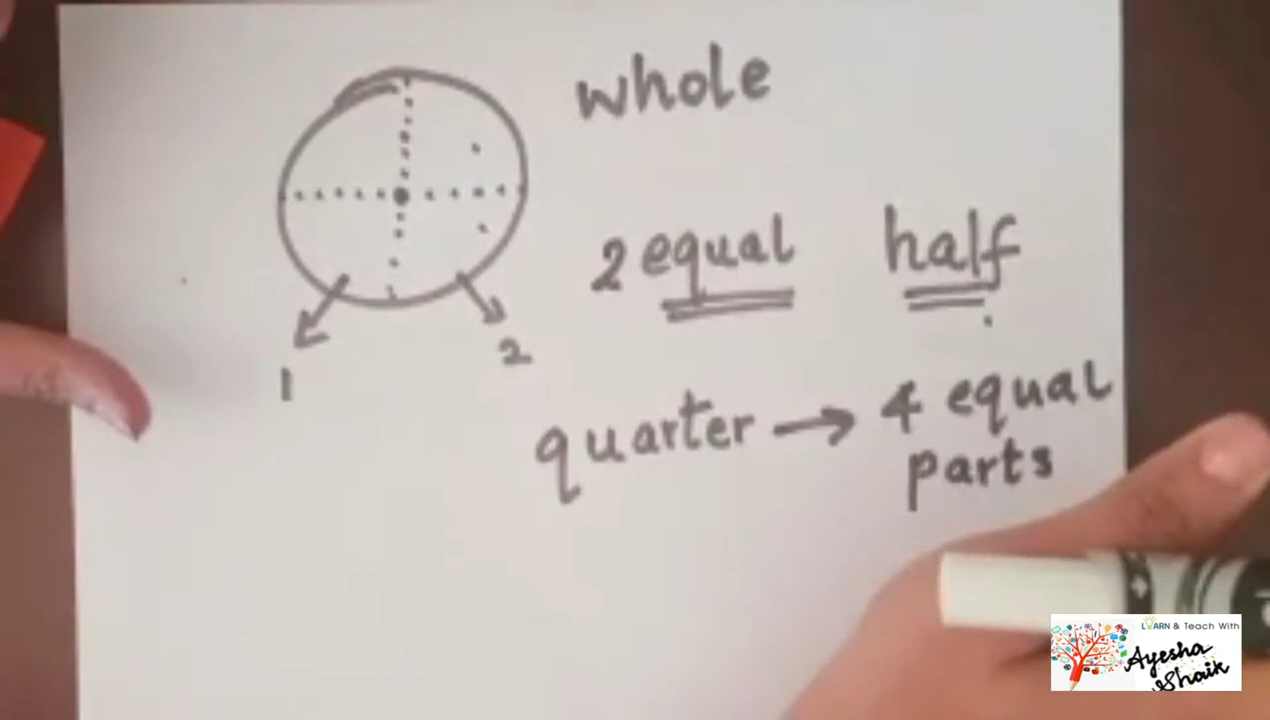 whole
2 equal half
1
2
quarter → 4 equal
parts
LEARN & Teach With
Ayesha
Shaik